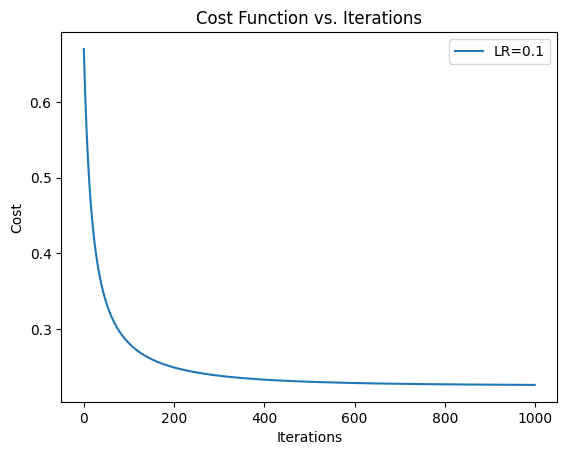 Cost Function vs. Iterations
LR=0.1
0.6
0.5
0.4
0.3
Cost
0 200 400 600 800 1000
Iterations